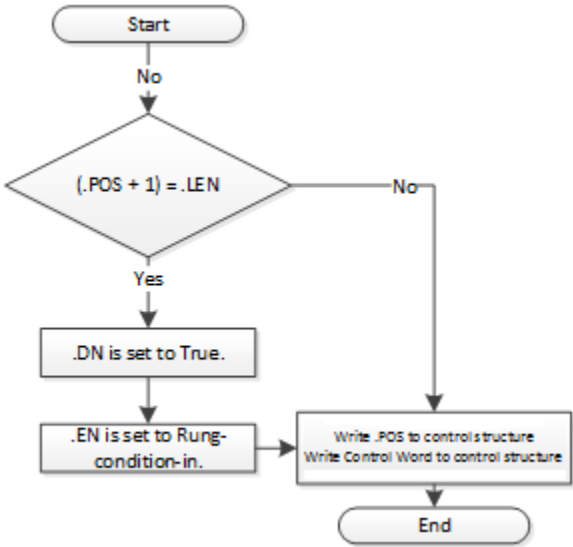 Start
No
(.POS + 1) = .LEN
No
Yes
.DN is set to True.
.EN is set to Rung-
condition-in.
Write .POS to control structure
Write Control Word to control structure
End